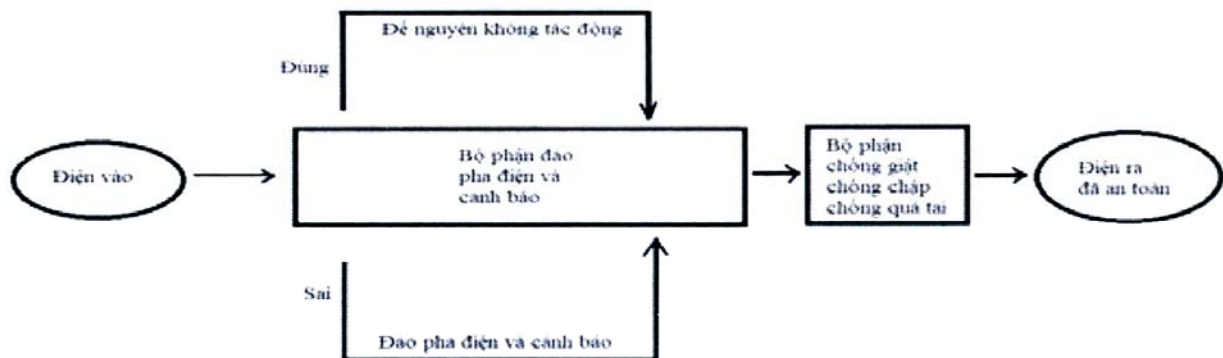 Để nguyên không tác động
Đúng
Điện vào
Bộ phận đảo
pha điện và
cảnh báo
Bộ phận
chống giật
chống chập
chống quá tải
Điện ra
đã an toàn
Sai
Đảo pha điện và cảnh báo